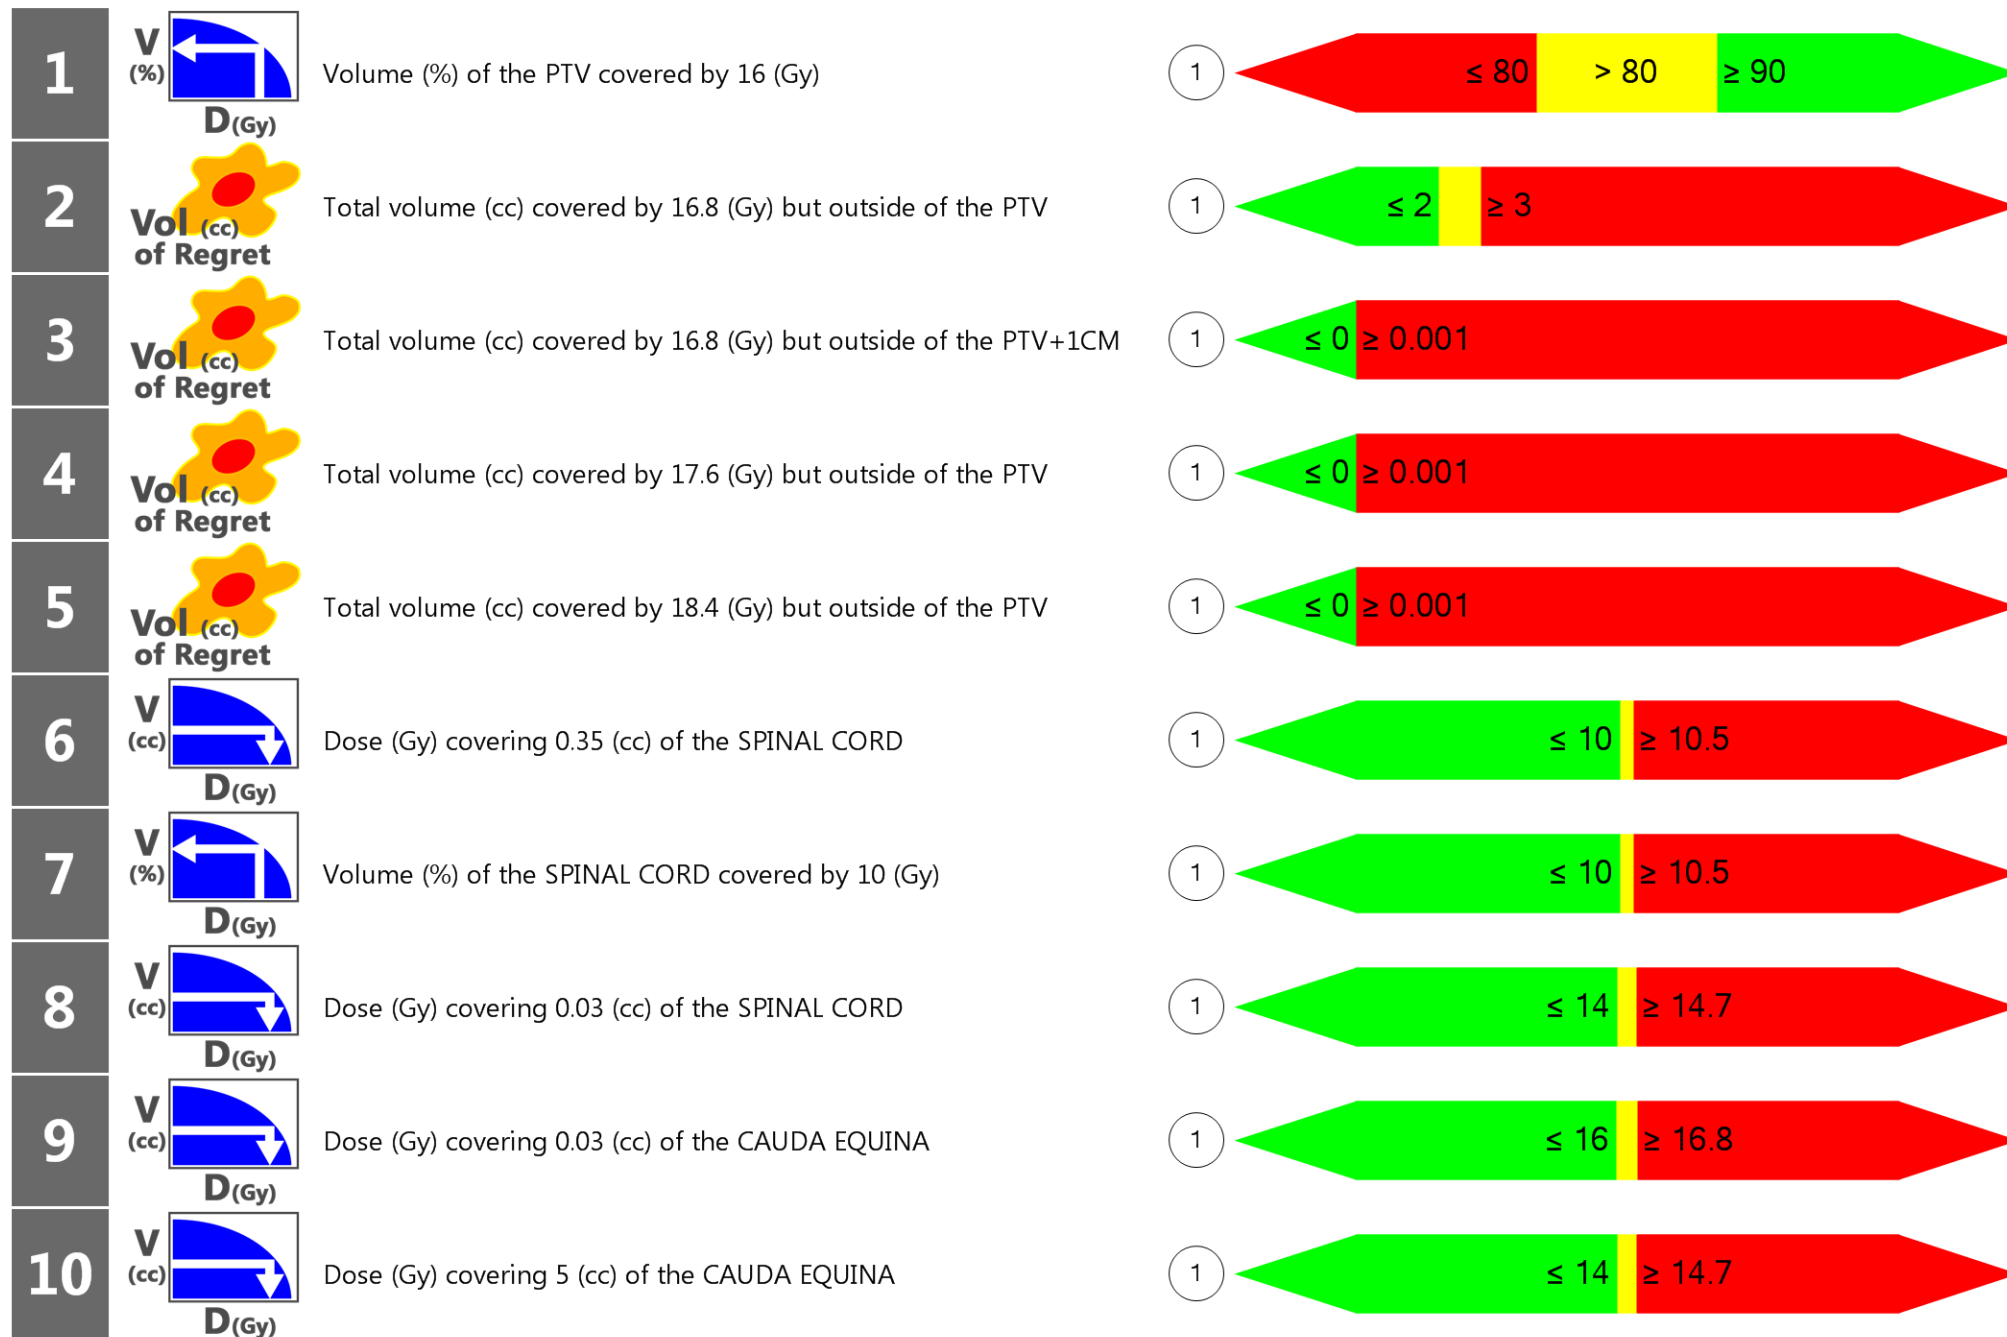 1
V
(%)
D(Gy)
Volume (%) of the PTV covered by 16 (Gy)
1
≤ 80
> 80
≥ 90
2
Vol (cc)
of Regret
Total volume (cc) covered by 16.8 (Gy) but outside of the PTV
1
≤ 2
≥ 3
3
Vol (cc)
of Regret
Total volume (cc) covered by 16.8 (Gy) but outside of the PTV+1CM
1
≤ 0
≥ 0.001
4
Vol (cc)
of Regret
Total volume (cc) covered by 17.6 (Gy) but outside of the PTV
1
≤ 0
≥ 0.001
5
Vol (cc)
of Regret
Total volume (cc) covered by 18.4 (Gy) but outside of the PTV
1
≤ 0
≥ 0.001
6
V
(cc)
D(Gy)
Dose (Gy) covering 0.35 (cc) of the SPINAL CORD
1
≤ 10
≥ 10.5
7
V
(%)
D(Gy)
Volume (%) of the SPINAL CORD covered by 10 (Gy)
1
≤ 10
≥ 10.5
8
V
(cc)
D(Gy)
Dose (Gy) covering 0.03 (cc) of the SPINAL CORD
1
≤ 14
≥ 14.7
9
V
(cc)
D(Gy)
Dose (Gy) covering 0.03 (cc) of the CAUDA EQUINA
1
≤ 16
≥ 16.8
10
V
(cc)
D(Gy)
Dose (Gy) covering 5 (cc) of the CAUDA EQUINA
1
≤ 14
≥ 14.7